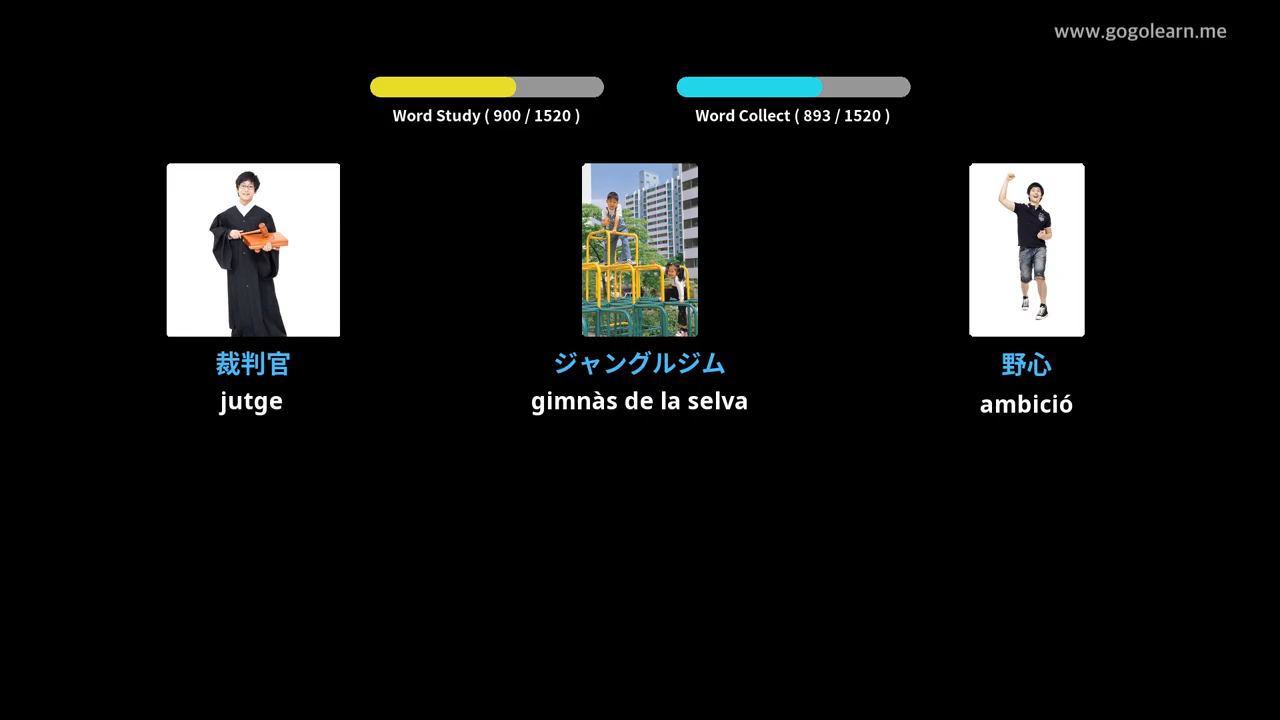 www.gogolearn.me
Word Study ( 900 / 1520 )
Word Collect ( 893 / 1520 )
裁判官
ジャングルジム
野心
jutge
gimnàs de la selva
ambició